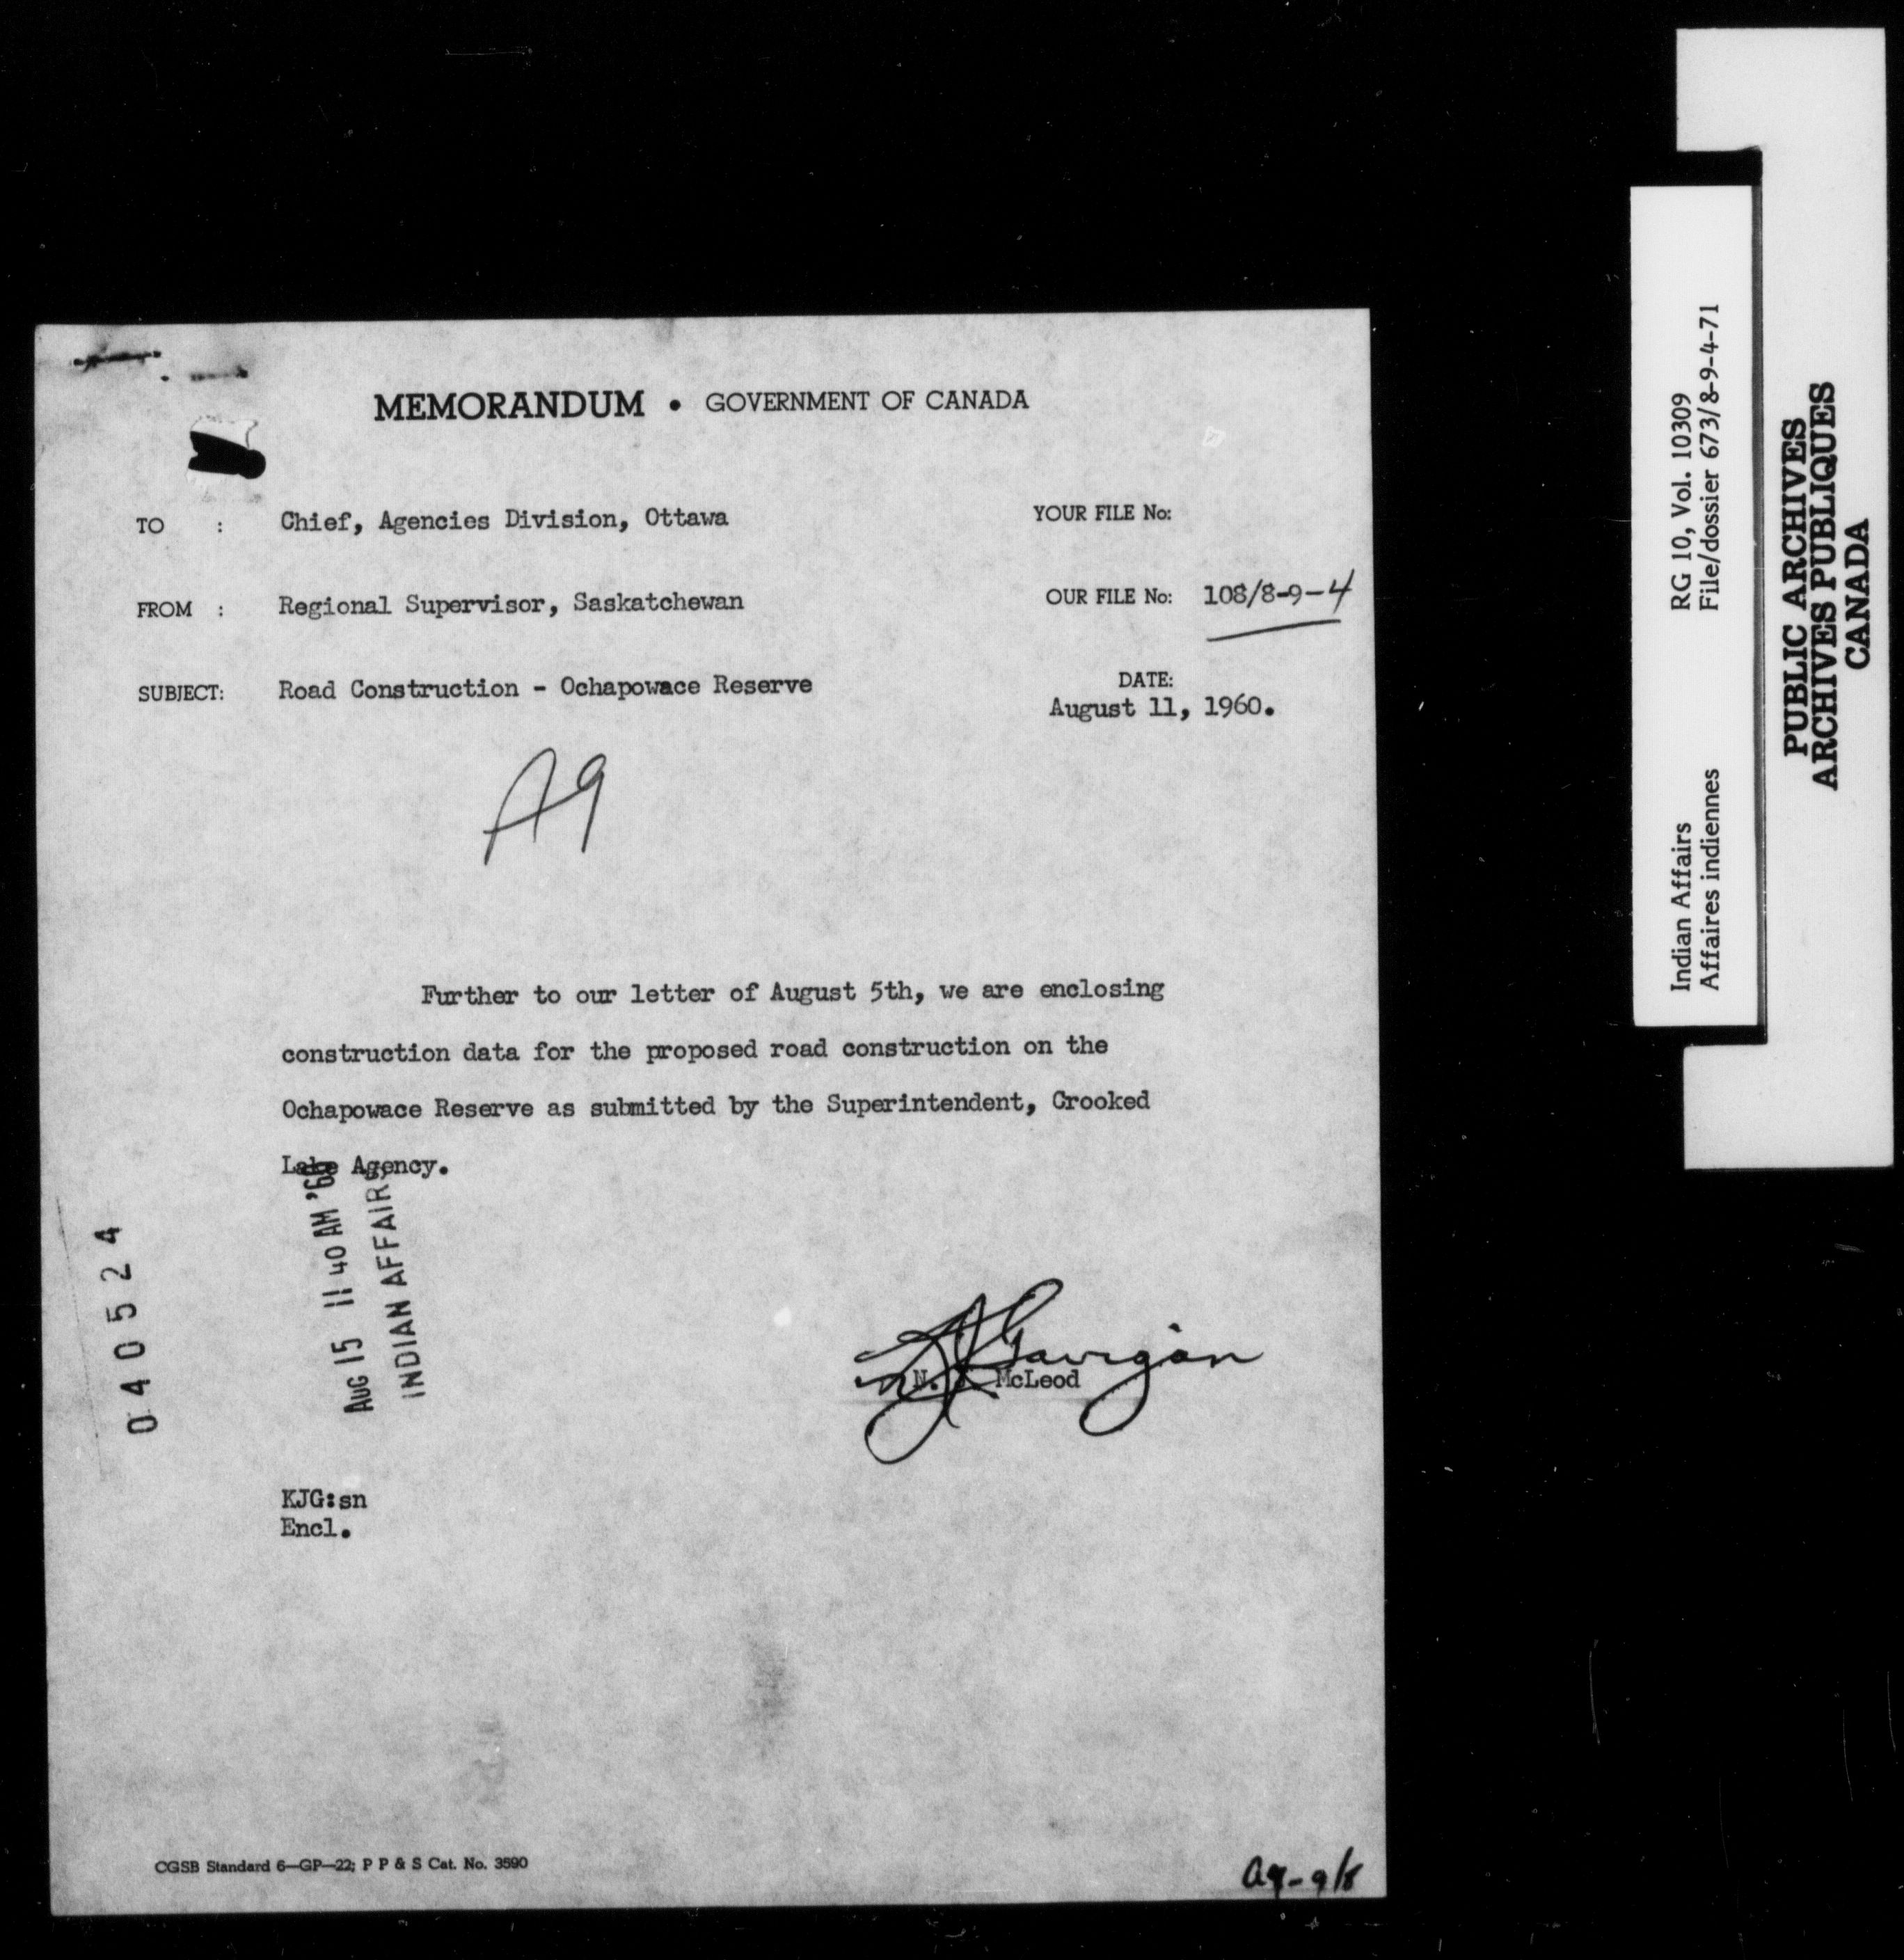 MEMORANDUM • GOVERNMENT OF CANADA
TO : Chief, Agencies Division, Ottawa
YOUR FILE No:
FROM : Regional Supervisor, Saskatchewan
OUR FILE No: 108/8-9-4
SUBJECT: Road Construction - Ochapowace Reserve
DATE:
August 11, 1960.
A9
Further to our letter of August 5th, we are enclosing
construction data for the proposed road construction on the
Ochapowace Reserve as submitted by the Superintendent, Crooked
Lake Agency.
040524
AUG 15 11 40 AM '60
INDIAN AFFAIRS
N. McLeod
KJG:sn
Encl.
CGSB Standard 6—GP—22; P P & S Cat. No. 3590
Indian Affairs RG 10, Vol. 10309
Affaires indiennes File/dossier 673/8-9-4-71
PUBLIC ARCHIVES
ARCHIVES PUBLIQUES
CANADA